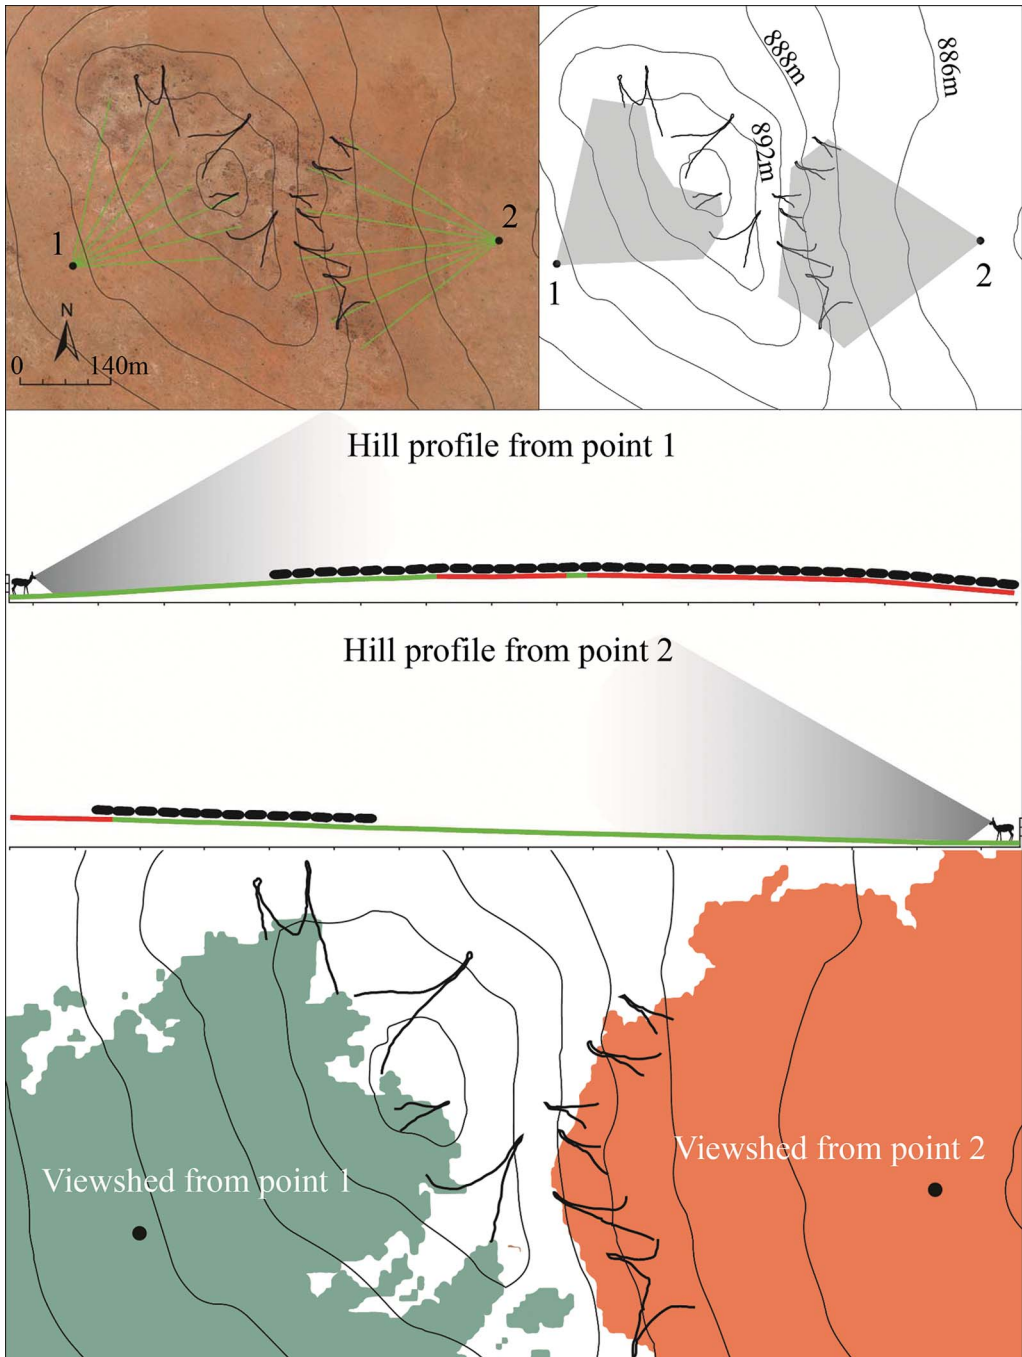 1
2
N
0 140m
888m
886m
892m
1
2
Hill profile from point 1
Hill profile from point 2
Viewshed from point 1
Viewshed from point 2